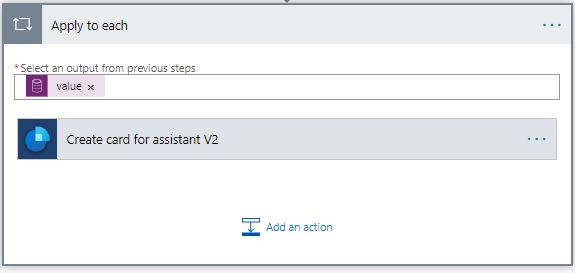 Apply to each
*Select an output from previous steps
value x
Create card for assistant V2
Add an action